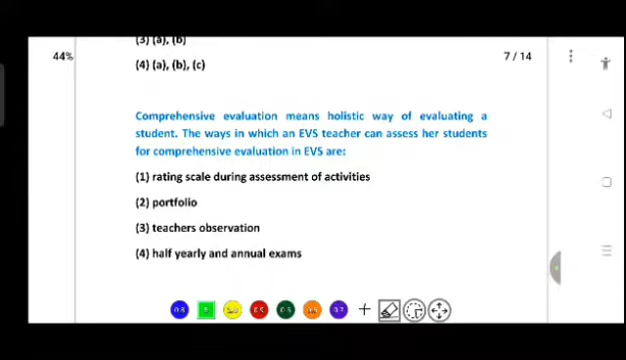 (3) (a), (b)
44%
7 / 14
(4) (a), (b), (c)
Comprehensive evaluation means holistic way of evaluating a
student. The ways in which an EVS teacher can assess her students
for comprehensive evaluation in EVS are:
(1) rating scale during assessment of activities
(2) portfolio
(3) teachers observation
(4) half yearly and annual exams